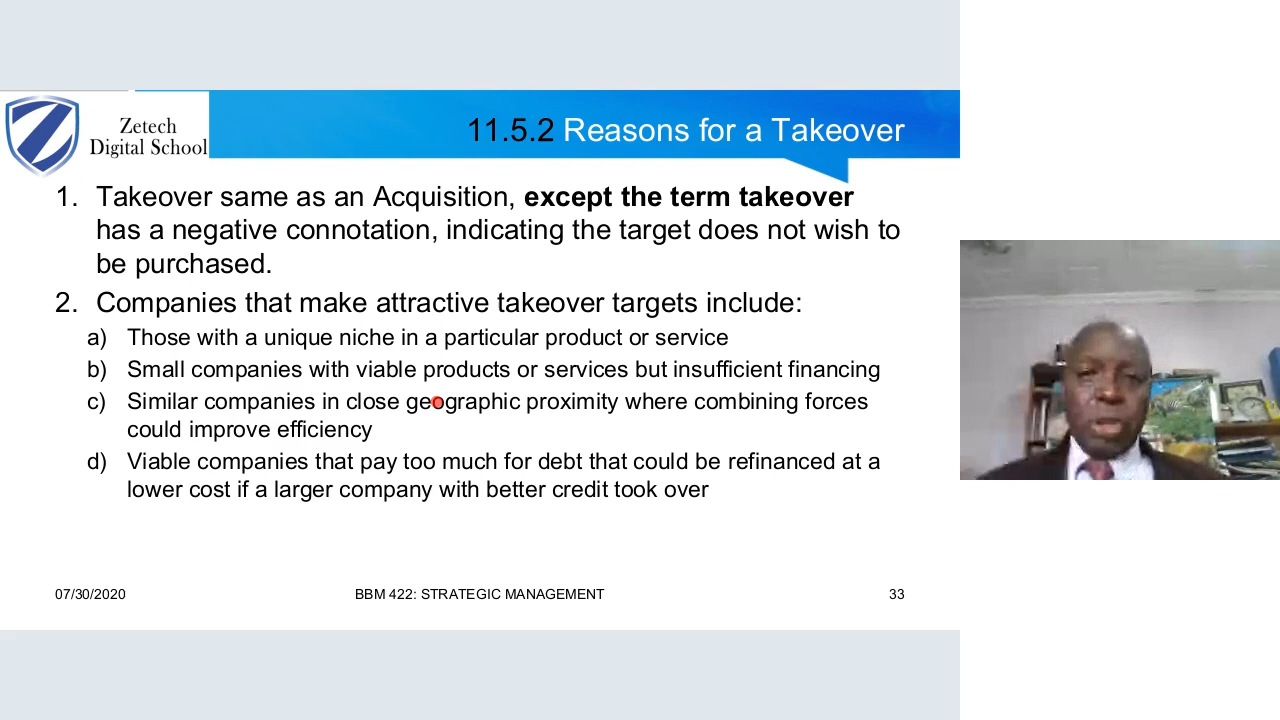 Zetech
Digital School
11.5.2 Reasons for a Takeover
1. Takeover same as an Acquisition, except the term takeover
has a negative connotation, indicating the target does not wish to
be purchased.
2. Companies that make attractive takeover targets include:
a) Those with a unique niche in a particular product or service
b) Small companies with viable products or services but insufficient financing
c) Similar companies in close geographic proximity where combining forces
could improve efficiency
d) Viable companies that pay too much for debt that could be refinanced at a
lower cost if a larger company with better credit took over
07/30/2020
BBM 422: STRATEGIC MANAGEMENT
33